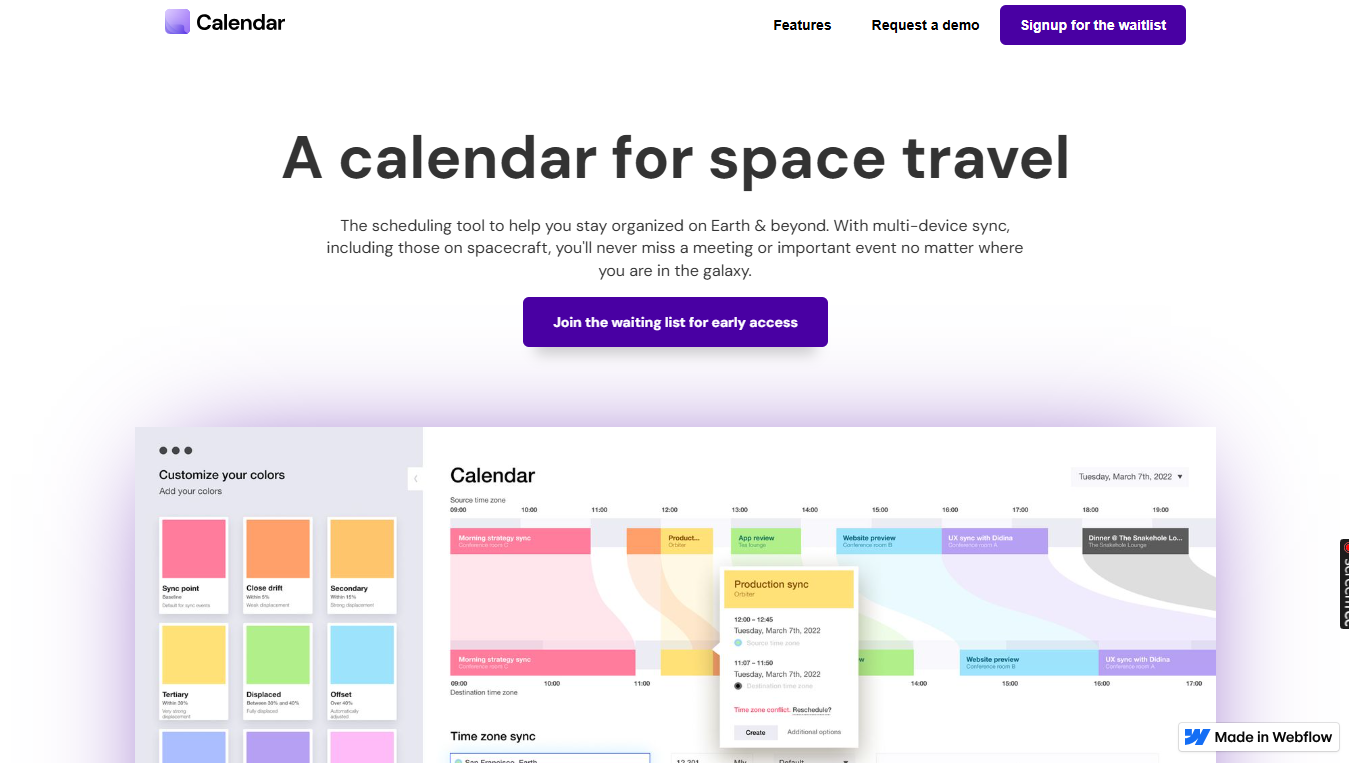 Calendar
Features
Request a demo
Signup for the waitlist
A calendar for space travel
The scheduling tool to help you stay organized on Earth & beyond. With multi-device sync,
including those on spacecraft, you'll never miss a meeting or important event no matter where
you are in the galaxy.
Join the waiting list for early access
Customize your colors
Add your colors
Sync point
Baseline
Default for sync events
Close drift
Within 5%
Weak displacement
Secondary
Within 15%
Strong displacement
Tertiary
Within 30%
Very strong
displacement
Displaced
Between 30% and 40%
Fully displaced
Offset
Over 40%
Automatically
adjusted
Calendar
Tuesday, March 7th, 2022
Source time zone
09:00 10:00 11:00 12:00 13:00 14:00 15:00 16:00 17:00 18:00 19:00
Morning strategy sync
Conference room C
Product...
Orbiter
App review
Tea lounge
Website preview
Conference room B
UX sync with Didina
Conference room A
Dinner @ The Snakehole Lo...
The Snakehole Lounge
Production sync
Orbiter
12:00 – 12:45
Tuesday, March 7th, 2022
Source time zone
11:07 – 11:50
Tuesday, March 7th, 2022
Destination time zone
Time zone conflict. Reschedule?
Create
Additional options
Morning strategy sync
Conference room C
Website preview
Conference room B
UX sync with Didina
Conference room A
09:00 10:00 11:00 14:00 15:00 16:00 17:00
Destination time zone
Time zone sync
San Francisco, Earth
12,301
Mly
Default
Made in Webflow